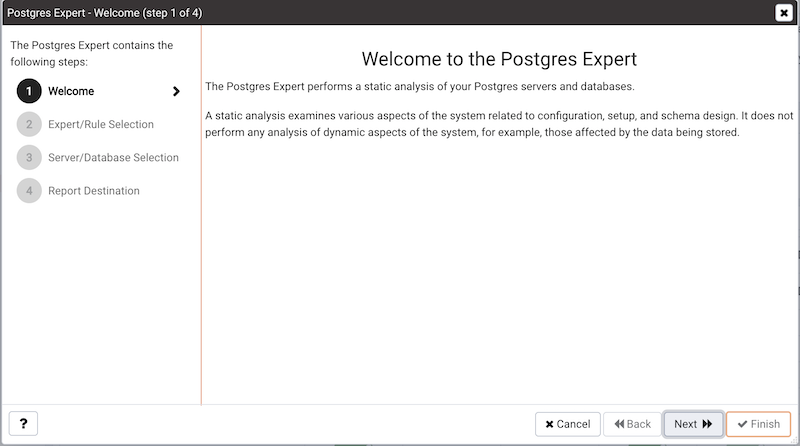 Postgres Expert - Welcome (step 1 of 4)
The Postgres Expert contains the
following steps:
1 Welcome
2 Expert/Rule Selection
3 Server/Database Selection
4 Report Destination
Welcome to the Postgres Expert
The Postgres Expert performs a static analysis of your Postgres servers and databases.
A static analysis examines various aspects of the system related to configuration, setup, and schema design. It does not
perform any analysis of dynamic aspects of the system, for example, those affected by the data being stored.
? Cancel Back Next Finish